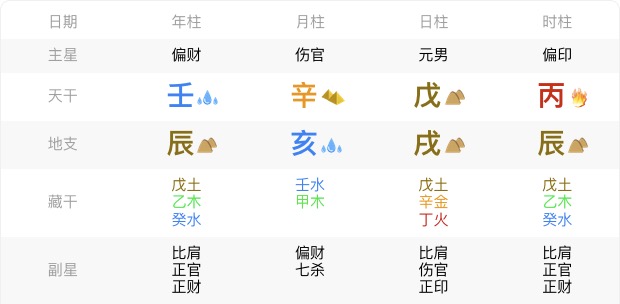 日期 年柱 月柱 日柱 时柱
主星 偏财 伤官 元男 偏印
天干 壬 辛 戊 丙
地支 辰 亥 戌 辰
藏干 戊土 壬水 戊土 戊土
乙木 甲木 辛金 乙木
癸水 丁火 癸水
副星 比肩 偏财 比肩 比肩
正官 七杀 伤官 正官
正财 正印 正财